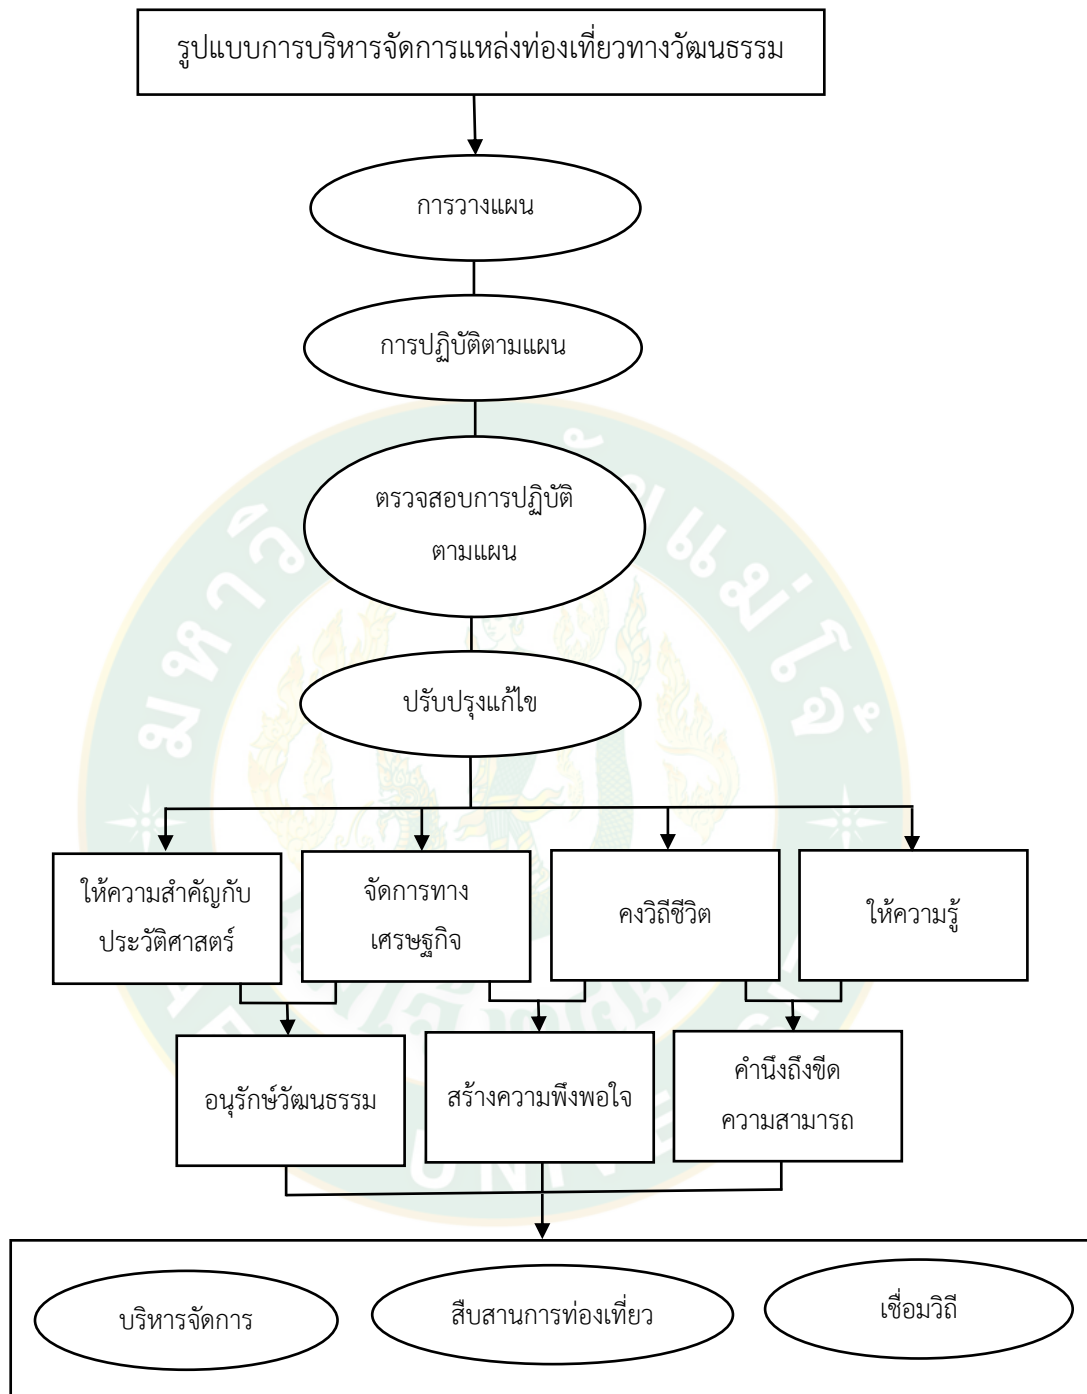 รูปแบบการบริหารจัดการแหล่งท่องเที่ยวทางวัฒนธรรม
การวางแผน
การปฏิบัติตามแผน
ตรวจสอบการปฏิบัติ
ตามแผน
ปรับปรุงแก้ไข
ให้ความสำคัญกับ
ประวัติศาสตร์
จัดการทาง
เศรษฐกิจ
คงวิถีชีวิต
ให้ความรู้
อนุรักษ์วัฒนธรรม
สร้างความพึงพอใจ
คำนึงถึงขีด
ความสามารถ
บริหารจัดการ
สืบสานการท่องเที่ยว
เชื่อมวิถี